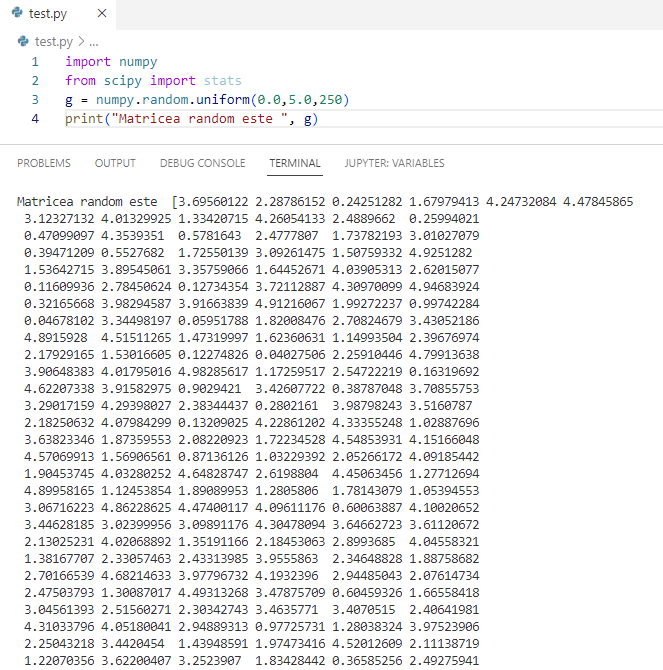 test.py ×
test.py > ...
1 import numpy
2 from scipy import stats
3 g = numpy.random.uniform(0.0,5.0,250)
4 print("Matricea random este ", g)
PROBLEMS OUTPUT DEBUG CONSOLE TERMINAL JUPYTER: VARIABLES
Matricea random este  [3.69560122 2.28786152 0.24251282 1.67979413 4.24732084 4.47845865
3.12327132 4.01329925 1.33420715 4.26054133 2.4889662  0.25994021
0.47099097 4.3539351  0.5781643  2.4777807  1.73782193 3.01027079
0.39471209 0.5527682  1.72550139 3.09261475 1.50759332 4.9251282
1.53642715 3.89545061 3.35759066 1.64452671 4.03905313 2.62015077
0.11609936 2.78450624 0.12734354 3.72112887 4.30970099 4.94683924
0.32165668 3.98294587 3.91663839 4.91216067 1.99272237 0.99742284
0.04678102 3.34498197 0.05951788 1.82008476 2.70824679 3.43052186
4.8915928  4.51511265 1.47319997 1.62360631 1.14993504 2.39676974
2.17929165 1.53016605 0.12274826 0.04027506 2.25910446 4.79913638
3.90648383 4.01795016 4.98285617 1.17259517 2.54722219 0.16319692
4.62207338 3.91582975 0.9029421  3.42607722 0.38787048 3.70855753
3.29017159 4.29398027 2.38344437 0.2802161  3.98798243 3.5160787
2.18250632 4.07984299 0.13209025 4.22861202 4.33355248 1.02887696
3.63823346 1.87359553 2.08220923 1.72234528 4.54853931 4.15166048
4.57069913 1.56906561 0.87136126 1.03229392 2.05266172 4.09185442
1.90453745 4.03280252 4.64828747 2.6198804  4.45063456 1.27712694
4.89958165 1.12453854 1.89089953 1.2805806  1.78143079 1.05394553
3.06716223 4.86228625 4.47400117 4.09611176 0.60063887 4.10020652
3.44628185 3.02399956 3.09891176 4.30478094 3.64662723 3.61120672
2.13025231 4.02068892 1.35191166 2.18453063 2.8993685  4.04558321
1.38167707 2.33057463 2.43313985 3.9555863  2.34648828 1.88758682
2.70166539 4.68214633 3.97796732 4.1932396  2.94485043 2.07614734
2.47503793 1.30087017 4.49313268 3.47875709 0.60459326 1.66558418
3.04561393 2.51560271 2.30342743 3.4635771  3.4070515  2.40641981
4.31033796 4.05180041 2.94889313 0.97725731 1.28038324 3.97523906
2.25043218 3.4420454  1.43948591 1.97473416 4.52012609 2.11138719
1.22070356 3.62200407 3.2523907  1.83428442 0.36585256 2.49275941